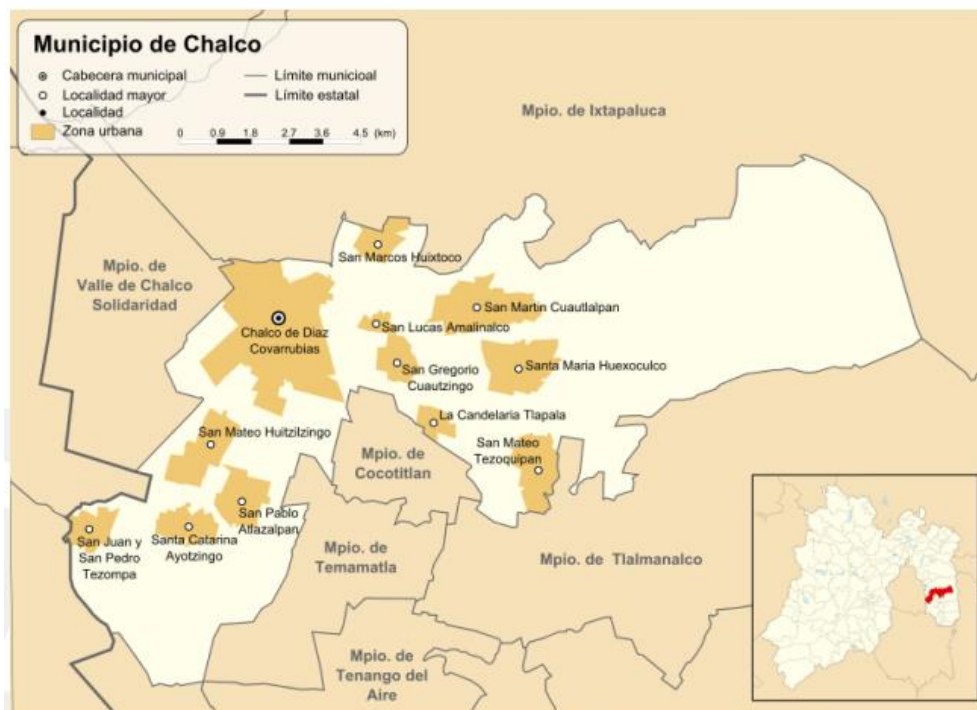 Municipio de Chalco
Cabecera municipal
Localidad mayor
Localidad
Zona urbana
Límite municioal
Límite estatal
0 0.9 1.8 2.7 3.6 4.5 (km)
Mpio. de Ixtapaluca
Mpio. de
Valle de Chalco
Solidaridad
San Marcos Huixtoco
San Martin Cuautlalpan
Chalco de Diaz
Covarrubias
San Lucas Amalinalco
San Gregorio
Cuautzingo
Santa Maria Huexoculco
La Candelaria Tlapala
San Mateo Huitzilzingo
San Mateo
Tezoquipan
Mpio. de
Cocotitlan
San Pablo
Atlazalpan
San Juan y
San Pedro
Tezompa
Santa Catarina
Ayotzingo
Mpio. de
Temamatla
Mpio. de Tlalmanalco
Mpio. de
Tenango del
Aire